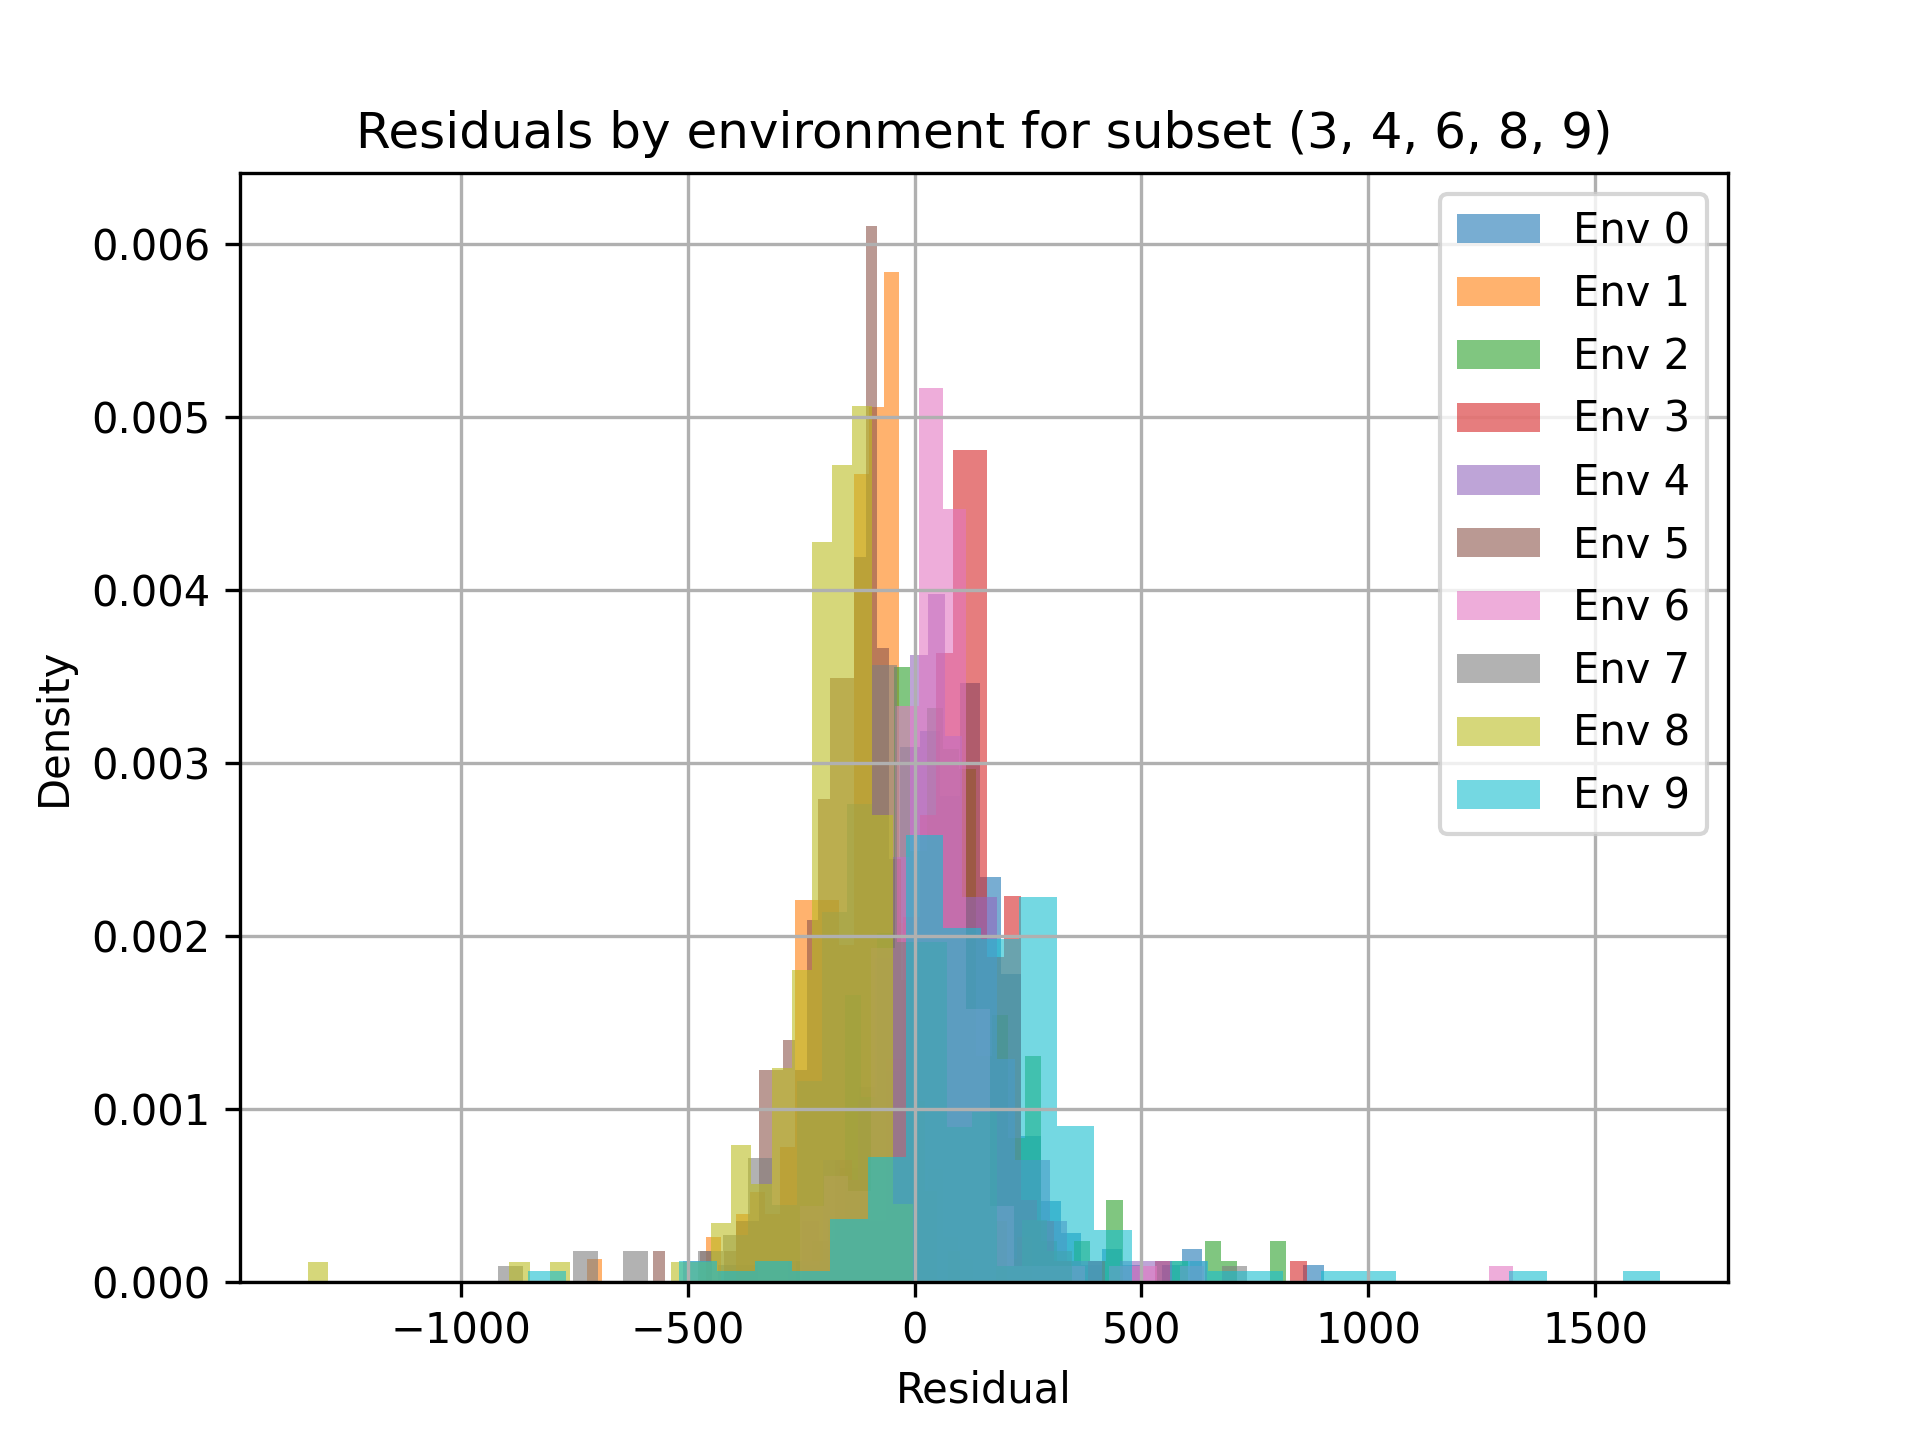 Residuals by environment for subset (3, 4, 6, 8, 9)
Env 0
Env 1
Env 2
Env 3
Env 4
Env 5
Env 6
Env 7
Env 8
Env 9
0.006
0.005
0.004
0.003
0.002
0.001
0.000
Density
−1000
−500
0
500
1000
1500
Residual